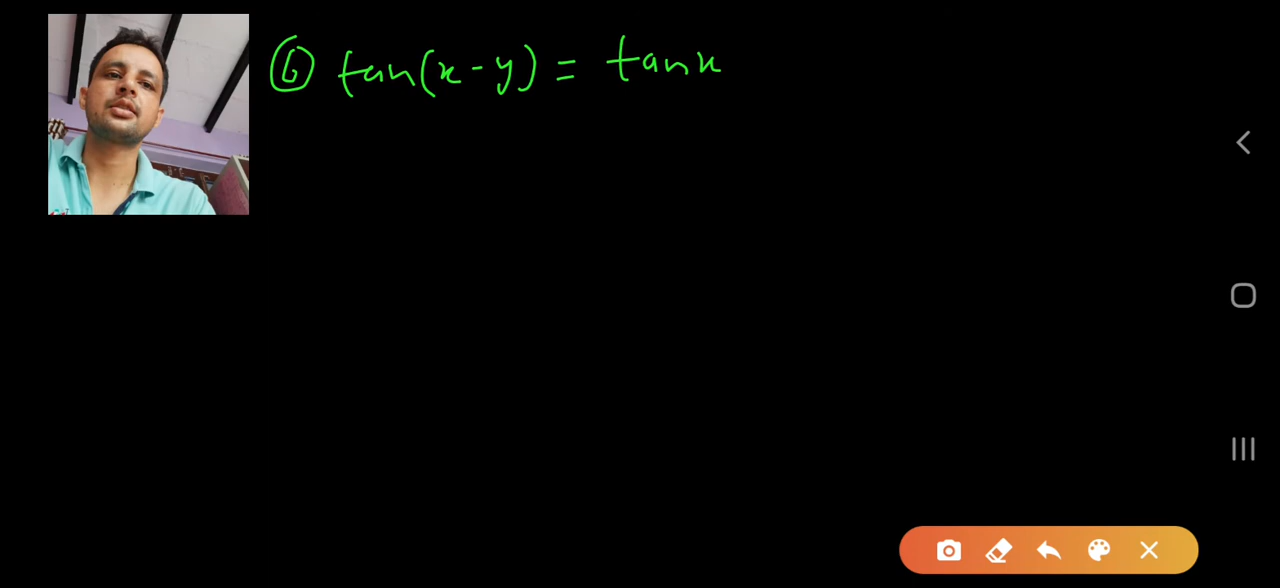 ⑥ tan(x-y) = tanx